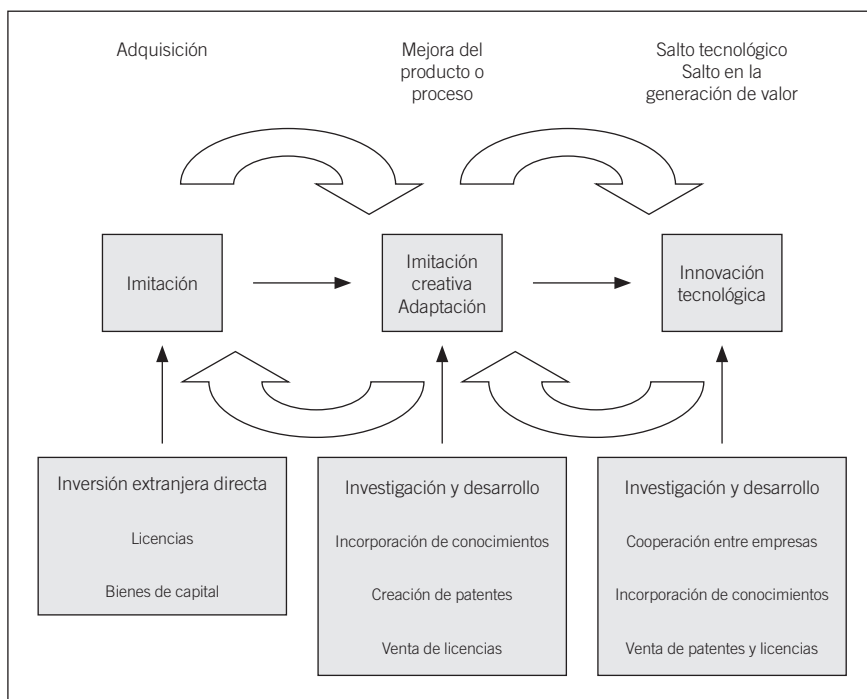 Adquisición
Mejora del
producto o
proceso
Salto tecnológico
Salto en la
generación de valor
Imitación
Imitación
creativa
Adaptación
Innovación
tecnológica
Inversión extranjera directa
Licencias
Bienes de capital
Investigación y desarrollo
Incorporación de conocimientos
Creación de patentes
Venta de licencias
Investigación y desarrollo
Cooperación entre empresas
Incorporación de conocimientos
Venta de patentes y licencias